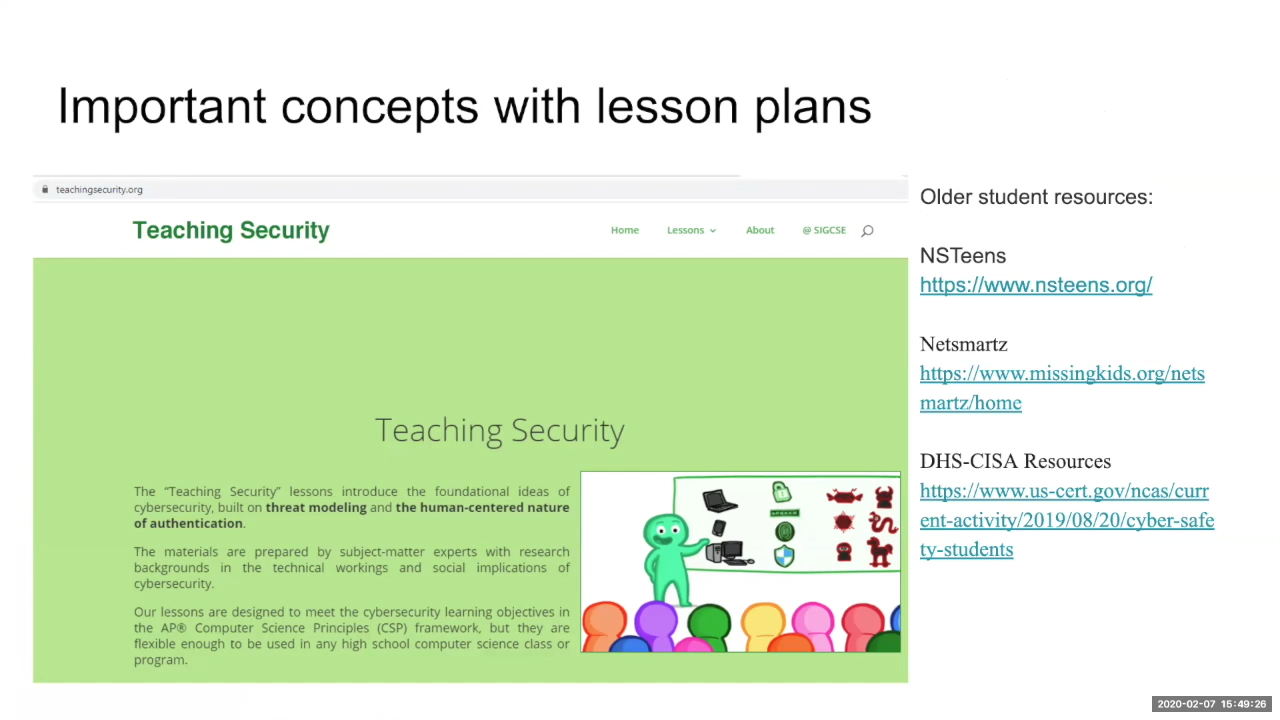 Important concepts with lesson plans
teachingsecurity.org
Teaching Security
Home Lessons About @ SIGCSE
Teaching Security
The “Teaching Security” lessons introduce the foundational ideas of
cybersecurity, built on threat modeling and the human-centered nature
of authentication.
The materials are prepared by subject-matter experts with research
backgrounds in the technical workings and social implications of
cybersecurity.
Our lessons are designed to meet the cybersecurity learning objectives in
the AP® Computer Science Principles (CSP) framework, but they are
flexible enough to be used in any high school computer science class or
program.
Older student resources:
NSTeens
https://www.nsteens.org/
Netsmartz
https://www.missingkids.org/nets
martz/home
DHS-CISA Resources
https://www.us-cert.gov/ncas/curr
ent-activity/2019/08/20/cyber-safe
ty-students
2020-02-07 15:49:26